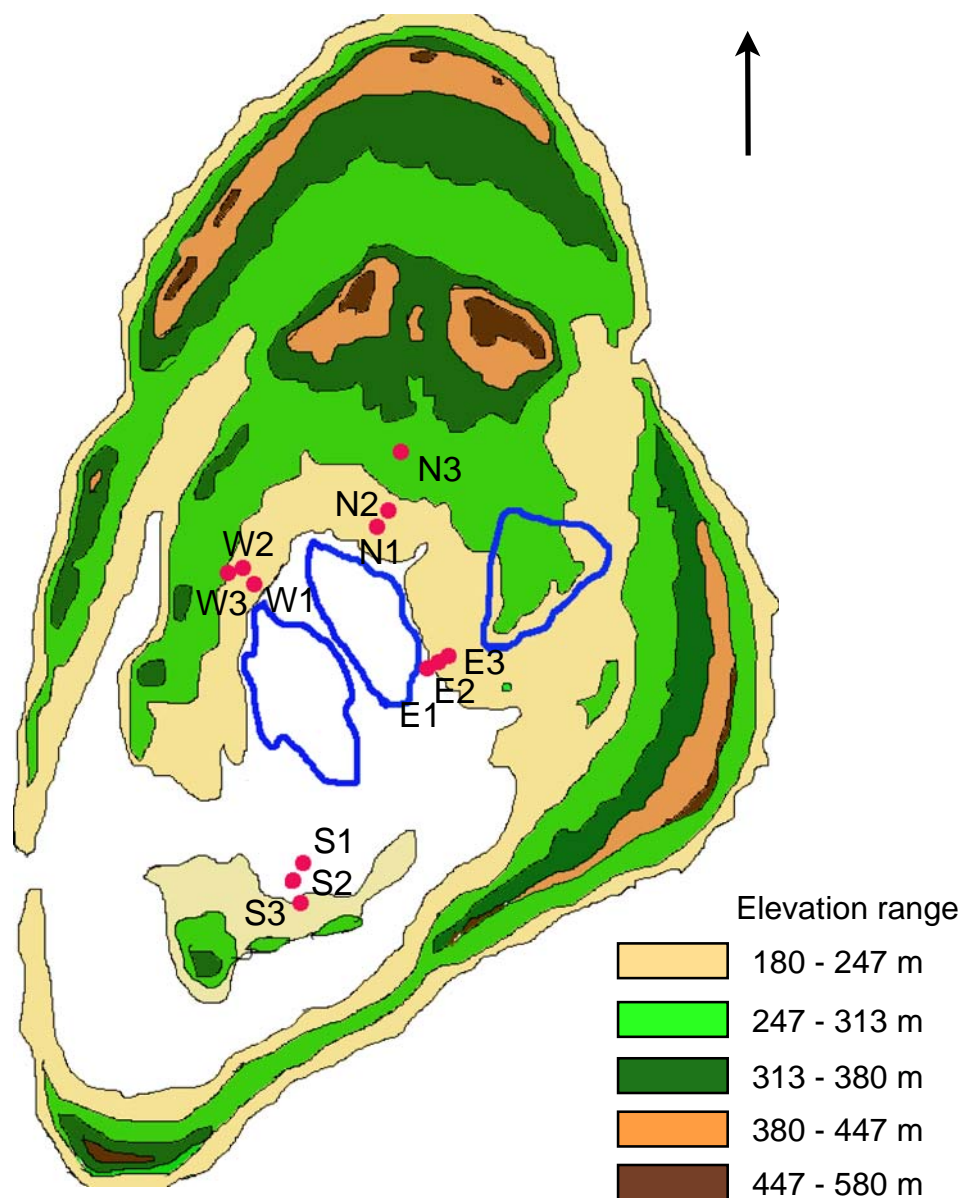 N3
N2
N1
W2
W3
W1
E3
E2
E1
S1
S2
S3
Elevation range
180 - 247 m
247 - 313 m
313 - 380 m
380 - 447 m
447 - 580 m